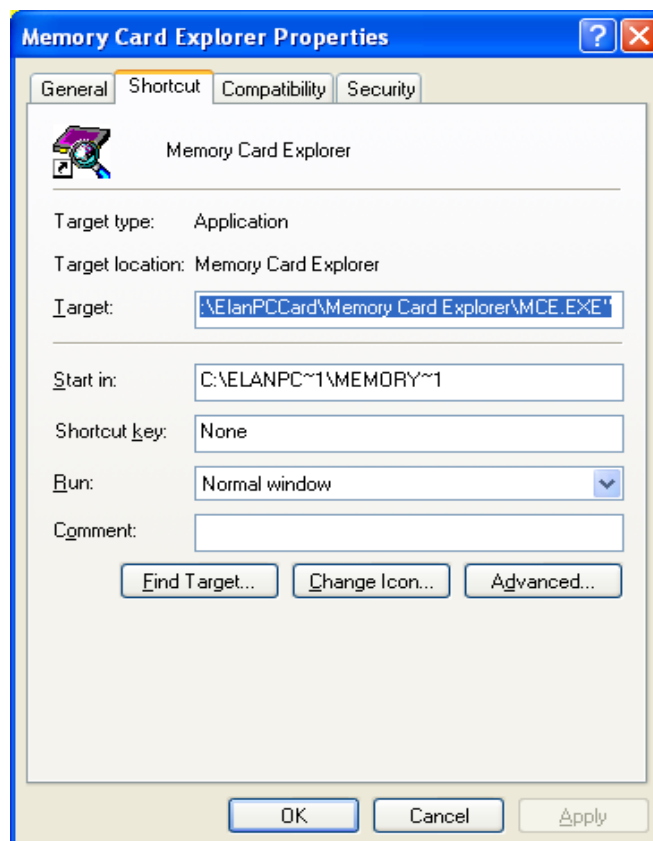 Memory Card Explorer Properties
General Shortcut Compatibility Security
Memory Card Explorer
Target type: Application
Target location: Memory Card Explorer
Target: :\ElanPCCard\Memory Card Explorer\MCE.EXE"
Start in: C:\ELANPC~1\MEMORY~1
Shortcut key: None
Run: Normal window
Comment:
Find Target... Change Icon... Advanced...
OK Cancel Apply